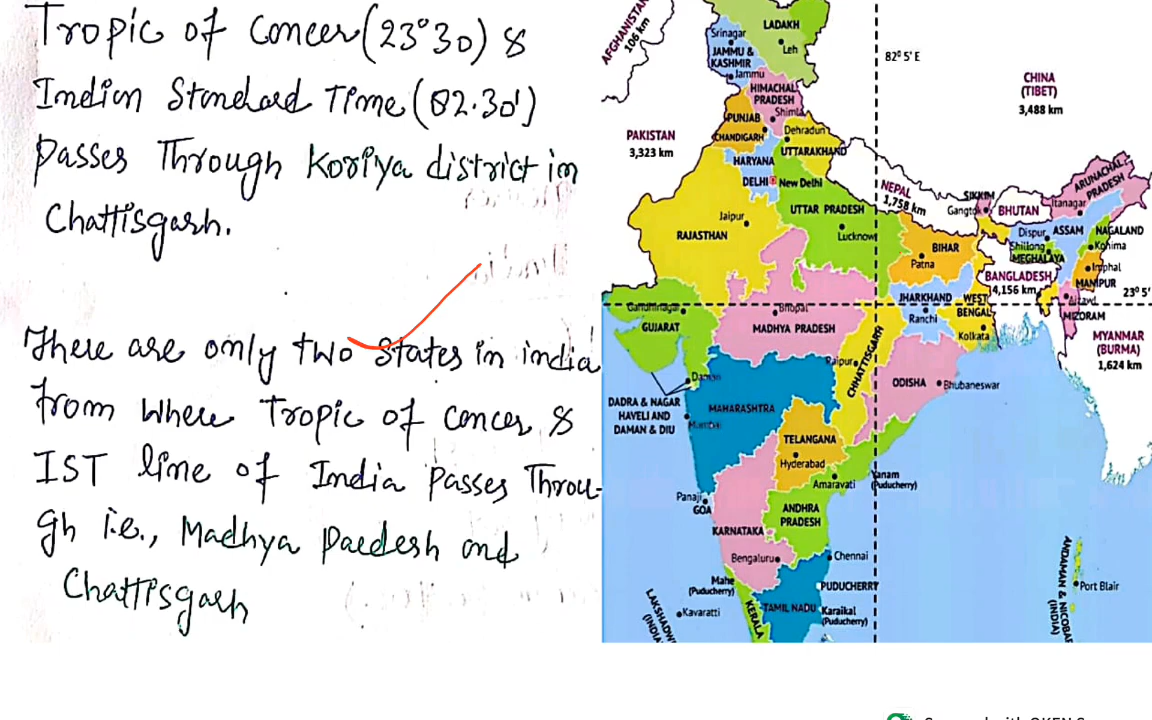 Tropic of Cancer (23°30) &
Indian Standard Time (82.30')
passes Through Koriya district in
Chattisgarh.
There are only two states in india
from where Tropic of cancer &
IST line of India passes Throu-
gh i.e., Madhya Paedesh and
Chattisgarh
AFGHANISTAN
106 km
LADAKH
Srinagar
Leh
JAMMU &
KASHMIR
Jammu
82° 5' E
CHINA
(TIBET)
3,488 km
HIMACHAL
PRADESH
Shimla
PUNJAB
CHANDIGARH
Dehradun
UTTARAKHAND
PAKISTAN
3,323 km
HARYANA
DELHI
New Delhi
NEPAL
1,758 km
SIKKIM
Gangtok
BHUTAN
ARUNACHAL
PRADESH
Itanagar
Jaipur
RAJASTHAN
UTTAR PRADESH
Lucknow
BIHAR
Patna
Dispur
ASSAM
NAGALAND
Kohima
Shillong
MEGHALAYA
Imphal
MANIPUR
BANGLADESH
4,156 km
Aizawl
MIZORAM
23° 5'
Gandhinagar
GUJARAT
Bhopal
MADHYA PRADESH
JHARKHAND
Ranchi
WEST
BENGAL
Kolkata
MYANMAR
(BURMA)
1,624 km
Raipur
CHHATTISGARH
ODISHA
Bhubaneswar
Daman
DADRA & NAGAR
HAVELI AND
DAMAN & DIU
MAHARASHTRA
Mumbai
TELANGANA
Hyderabad
Amaravati
Yanam
(Puducherry)
Panaji
GOA
KARNATAKA
ANDHRA
PRADESH
Bengaluru
Chennai
Mahe
(Puducherry)
PUDUCHERRY
TAMIL NADU
Karaikal
(Puducherry)
KERALA
Kavaratti
ANDAMAN & NICOBAR
(INDIA)
Port Blair